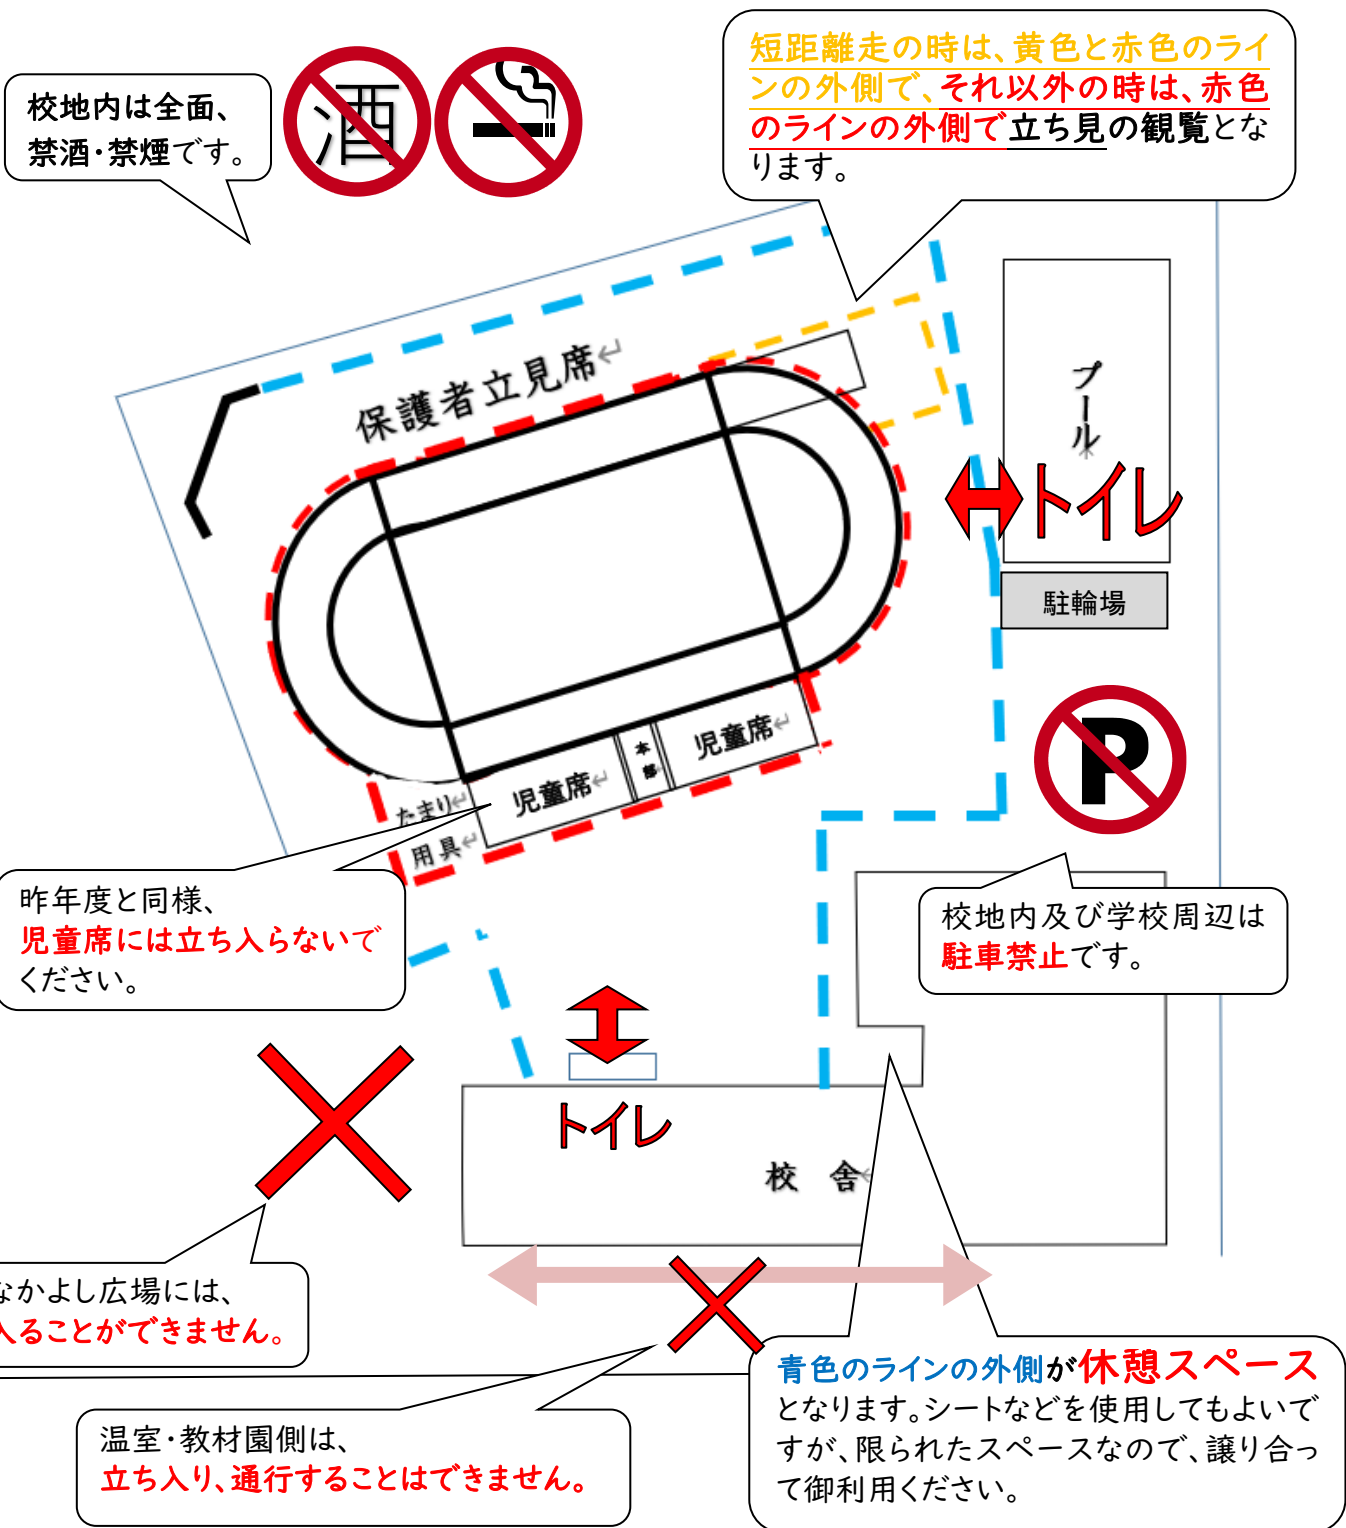 短距離走の時は、黄色と赤色のライ
ンの外側で、それ以外の時は、赤色
のラインの外側で立ち見の観覧とな
ります。
校地内は全面、
禁酒・禁煙です。
酒
保護者立見席
プール
トイレ
駐輪場
P
児童席
本部
児童席
たまり
用具
昨年度と同様、
児童席には立ち入らないで
ください。
校地内及び学校周辺は
駐車禁止です。
トイレ
校 舎
なかよし広場には、
入ることができません。
青色のラインの外側が休憩スペース
となります。シートなどを使用してもよいで
すが、限られたスペースなので、譲り合っ
て御利用ください。
温室・教材園側は、
立ち入り、通行することはできません。